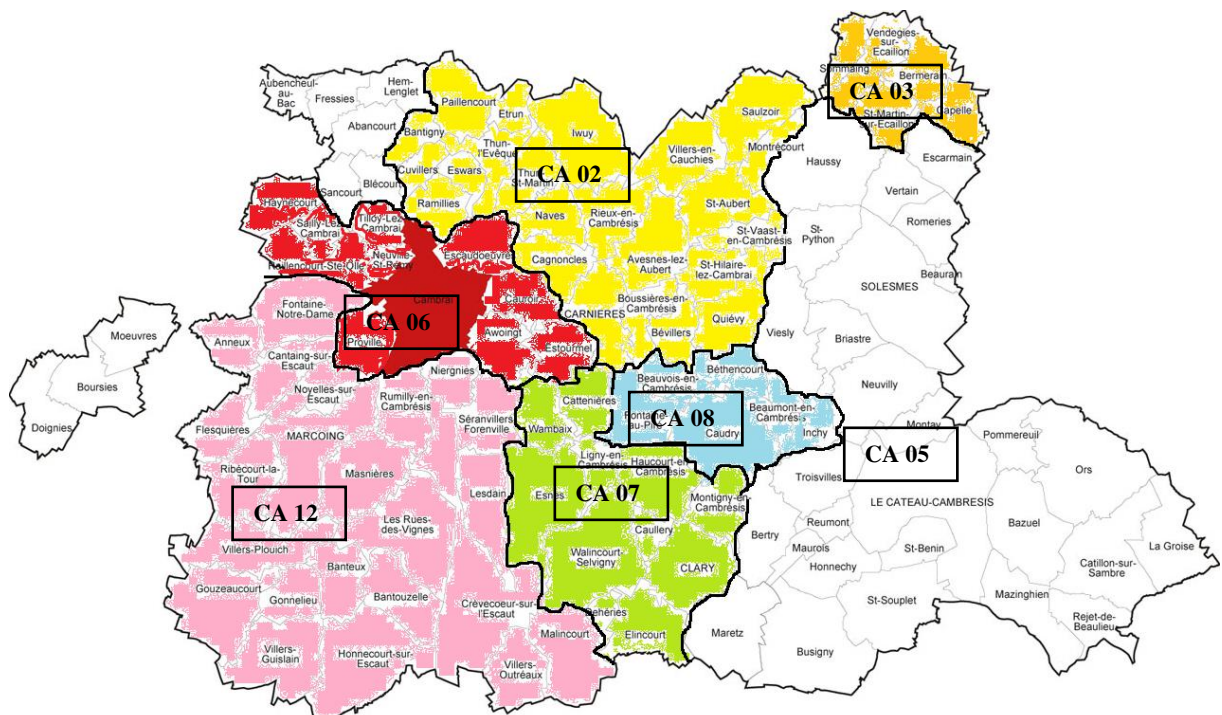 Vendegies-
sur-
Ecaillon
Sommaing
Bermerain
CA 03
St-Martin-
sur-Ecaillon
Capelle
Aubencheul-
au-
Bac
Fressies
Hem-
Lenglet
Abancourt
Blécourt
Sancourt
Paillencourt
Etrun
Iwuy
Saulzoir
Bantigny
Thun-
l'Evêque
Villers-en-
Cauchies
Montrécourt
Cuvillers
Eswars
Thun-
St-Martin
CA 02
Ramillies
Naves
Rieux-en-
Cambrésis
St-Aubert
St-Vaast-
en-Cambrésis
Cagnoncles
Avesnes-lez-
Aubert
St-Hilaire-
lez-Cambrai
Boussières-en-
Cambrésis
CARNIERES
Bévillers
Quiévy
Haussy
Escarmain
Vertain
Romeries
St-
Python
Beaurain
SOLESMES
Viesly
Briastre
Neuvilly
Montay
Haynecourt
Sailly-Lez-
Cambrai
Tilloy-Lez-
Cambrai
Raillencourt-Ste-Olle
Neuville-
St-Rémy
Escaudoeuvres
Cambrai
Cauroir
CA 06
Proville
Awoingt
Estourmel
Moeuvres
Boursies
Doignies
Fontaine-
Notre-Dame
Anneux
Cantaing-sur-
Escaut
Niergnies
Noyelles-sur-
Escaut
Rumilly-en-
Cambrésis
Séranvillers
Forenville
Flesquières
MARCOING
Ribécourt-la-
Tour
Masnières
Lesdain
CA 12
Les Rues-
des-Vignes
Villers-Plouich
Banteux
Gouzeaucourt
Gonnelieu
Bantouzelle
Crèvecoeur-sur-
l'Escaut
Malincourt
Villers-
Guislain
Honnecourt-sur-
Escaut
Villers-
Outréaux
Cattenières
Wambaix
Ligny-en-
Cambrésis
Haucourt-en-
Cambrésis
Esnes
CA 07
Montigny-en-
Cambrésis
Caullery
Walincourt-
Selvigny
CLARY
Dehéries
Elincourt
Beauvois-en-
Cambrésis
Béthencourt
Fontaine-
au-Pire
CA 08
Beaumont-en-
Cambrésis
Caudry
Inchy
CA 05
Pommereuil
Ors
Troisvilles
LE CATEAU-CAMBRESIS
Reumont
Bazuel
Bertry
Maurois
St-Benin
La Groise
Honnechy
Catillon-sur-
Sambre
St-Souplet
Mazinghien
Rejet-de-
Beaulieu
Maretz
Busigny